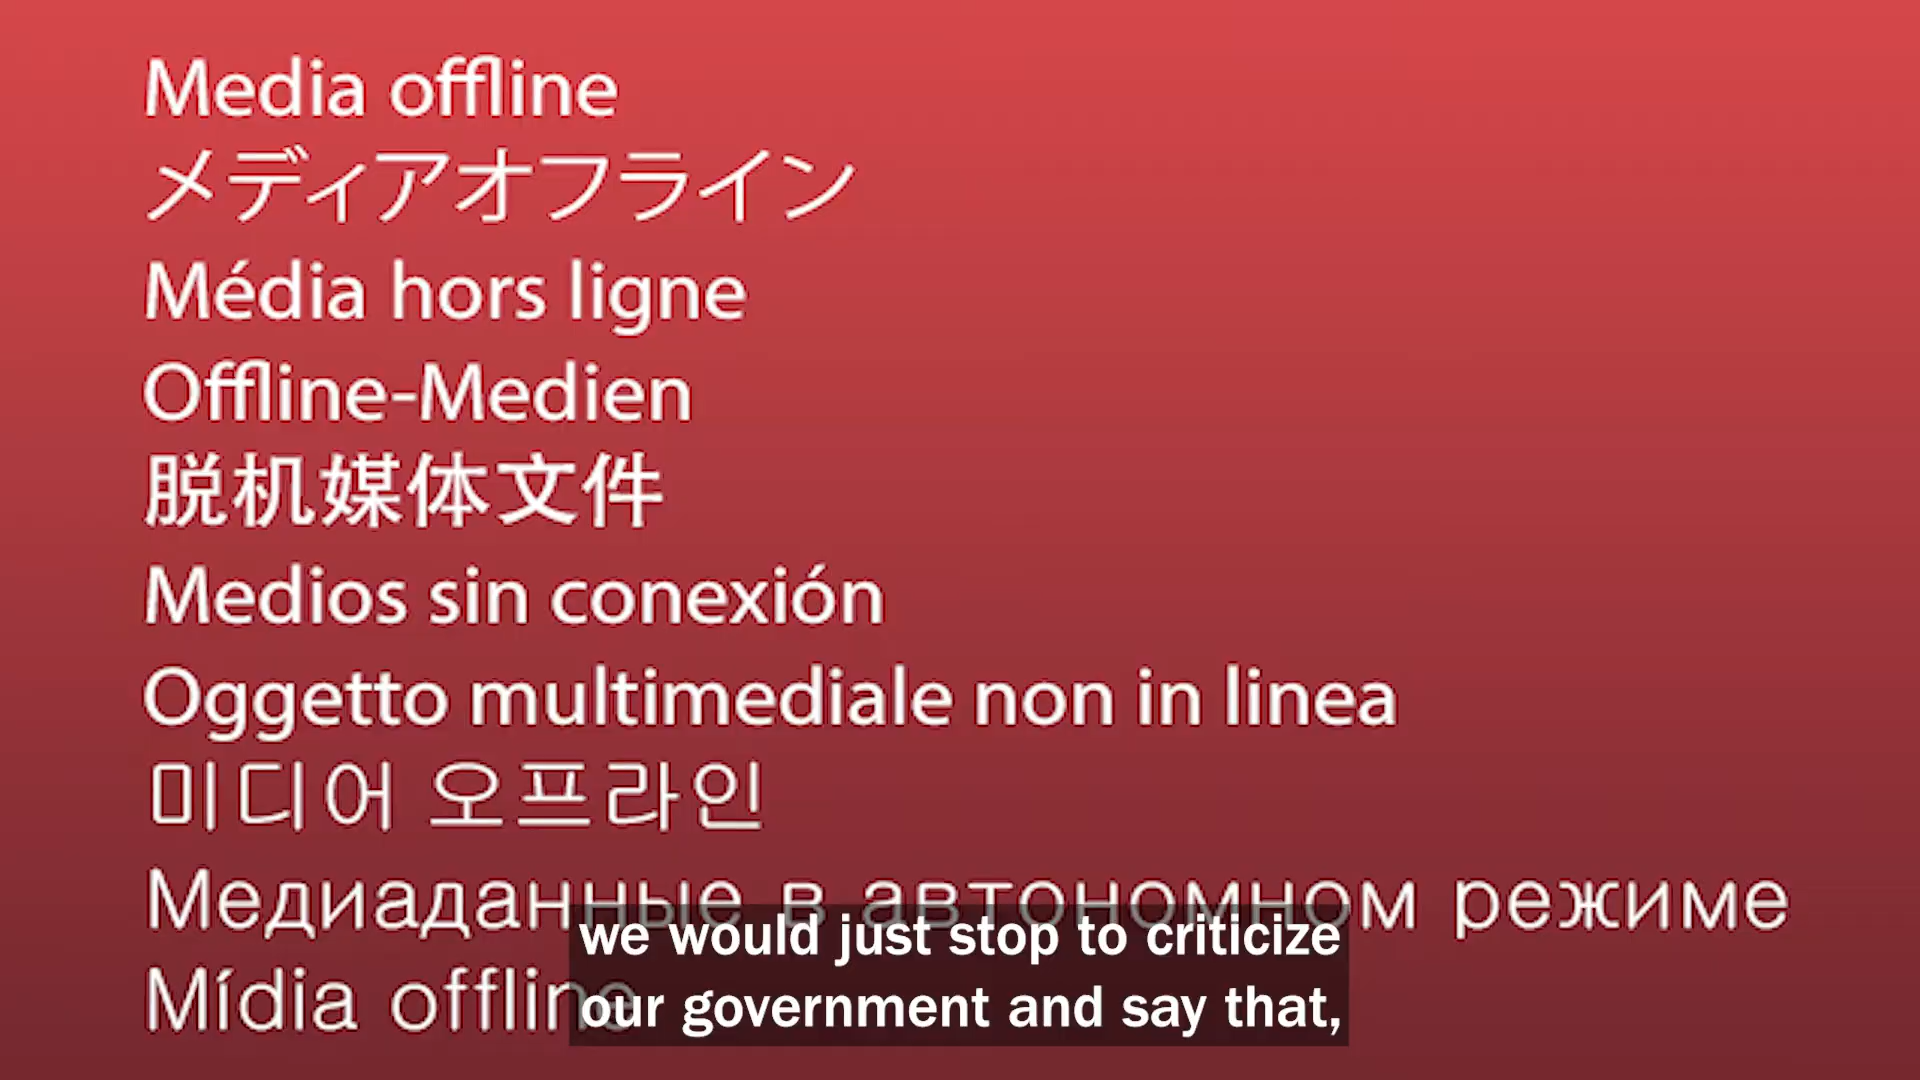 Media offline
メディアオフライン
Média hors ligne
Offline-Medien
脱机媒体文件
Medios sin conexión
Oggetto multimediale non in linea
미디어 오프라인
Медиаданные в автономном режиме
Mídia offline
we would just stop to criticize
our government and say that,